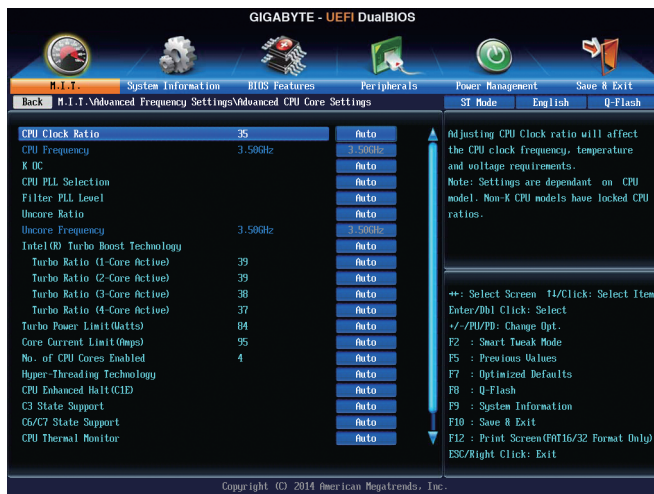 GIGABYTE - UEFI DualBIOS
M.I.T. System Information BIOS Features Peripherals Power Management Save & Exit
Back M.I.T.\Advanced Frequency Settings\Advanced CPU Core Settings ST Mode English Q-Flash
CPU Clock Ratio 35 Auto
CPU Frequency 3.50GHz 3.50GHz
K OC Auto
CPU PLL Selection Auto
Filter PLL Level Auto
Uncore Ratio Auto
Uncore Frequency 3.50GHz 3.50GHz
Intel(R) Turbo Boost Technology Auto
Turbo Ratio (1-Core Active) 39 Auto
Turbo Ratio (2-Core Active) 39 Auto
Turbo Ratio (3-Core Active) 38 Auto
Turbo Ratio (4-Core Active) 37 Auto
Turbo Power Limit(Watts) 84 Auto
Core Current Limit(Amps) 95 Auto
No. of CPU Cores Enabled 4 Auto
Hyper-Threading Technology Auto
CPU Enhanced Halt(C1E) Auto
C3 State Support Auto
C6/C7 State Support Auto
CPU Thermal Monitor Auto
Adjusting CPU Clock ratio will affect
the CPU clock frequency, temperature
and voltage requirements.
Note: Settings are dependant on CPU
model. Non-K CPU models have locked CPU
ratios.
→←: Select Screen ↑↓/Click: Select Item
Enter/Dbl Click: Select
+/-/PU/PD: Change Opt.
F2 : Smart Tweak Mode
F5 : Previous Values
F7 : Optimized Defaults
F8 : Q-Flash
F9 : System Information
F10 : Save & Exit
F12 : Print Screen(FAT16/32 Format Only)
ESC/Right Click: Exit
Copyright (C) 2014 American Megatrends, Inc.